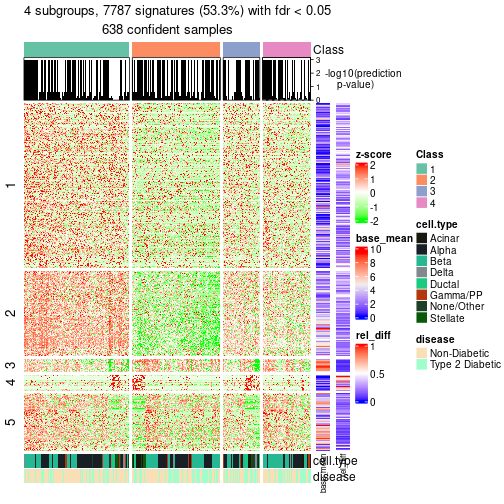 4 subgroups, 7787 signatures (53.3%) with fdr < 0.05
638 confident samples
Class
3
2
1
0
-log10(prediction
p-value)
1
2
3
4
5
z-score
2
1
0
-1
-2
base_mean
10
8
6
4
2
0
rel_diff
1
0.5
0
Class
1
2
3
4
cell.type
Acinar
Alpha
Beta
Delta
Ductal
Gamma/PP
None/Other
Stellate
disease
Non-Diabetic
Type 2 Diabetes
cell.type
disease